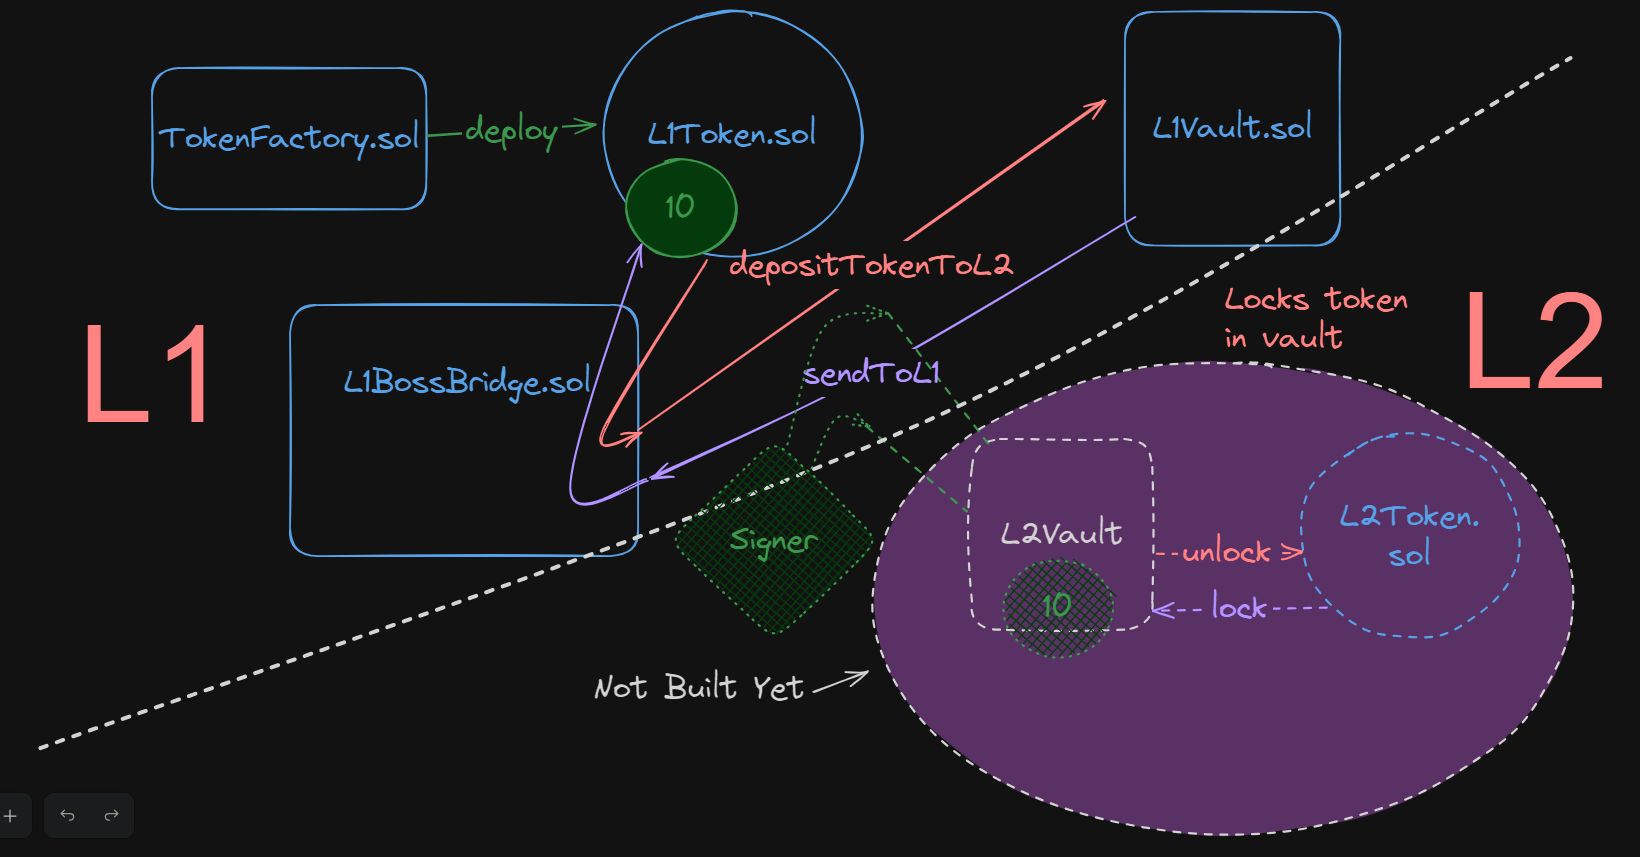 TokenFactory.sol
deploy
L1Token.sol
10
L1Vault.sol
depositTokenToL2
L1
L1BossBridge.sol
sendToL1
Locks token
in vault
L2
Signer
L2Vault
10
unlock
lock
L2Token.
sol
Not Built Yet